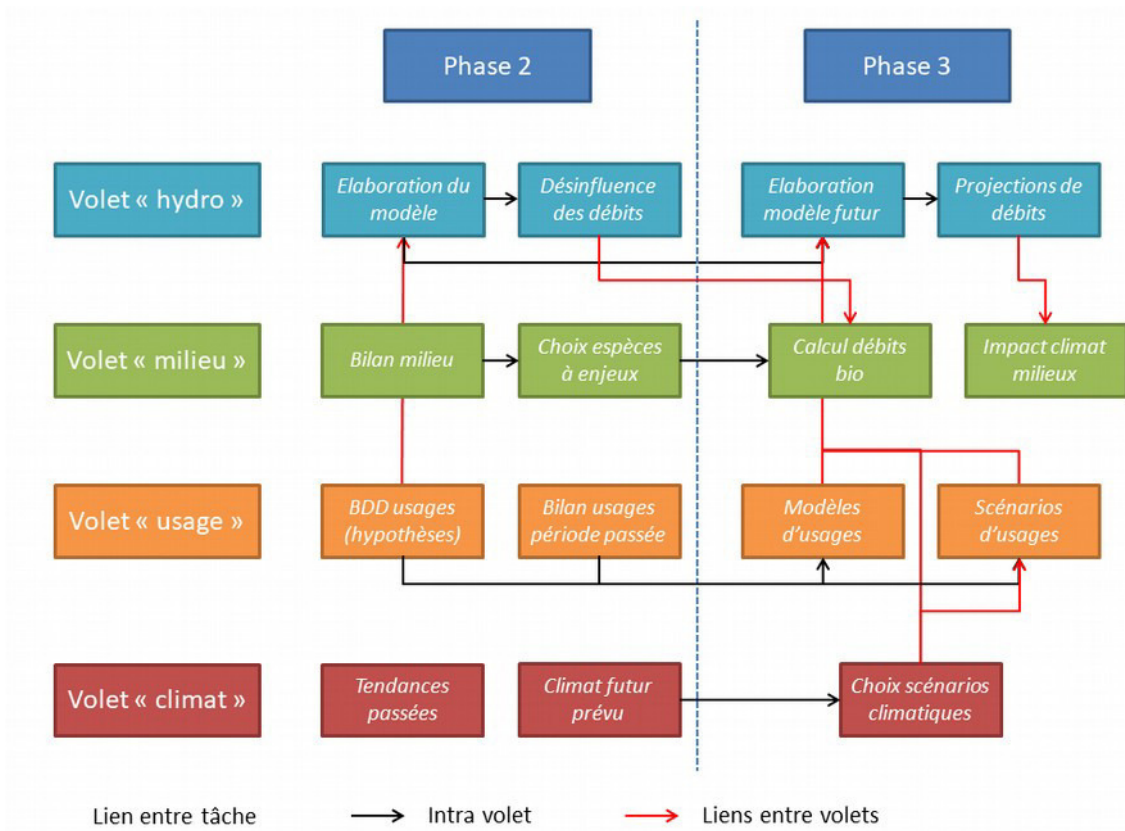 Phase 2
Phase 3
Volet « hydro »
Elaboration du
modèle
Désinfluence
des débits
Elaboration
modèle futur
Projections de
débits
Volet « milieu »
Bilan milieu
Choix espèces
à enjeux
Calcul débits
bio
Impact climat
milieux
Volet « usage »
BDD usages
(hypothèses)
Bilan usages
période passée
Modèles
d'usages
Scénarios
d'usages
Volet « climat »
Tendances
passées
Climat futur
prévu
Choix scénarios
climatiques
Lien entre tâche
Intra volet
Liens entre volets